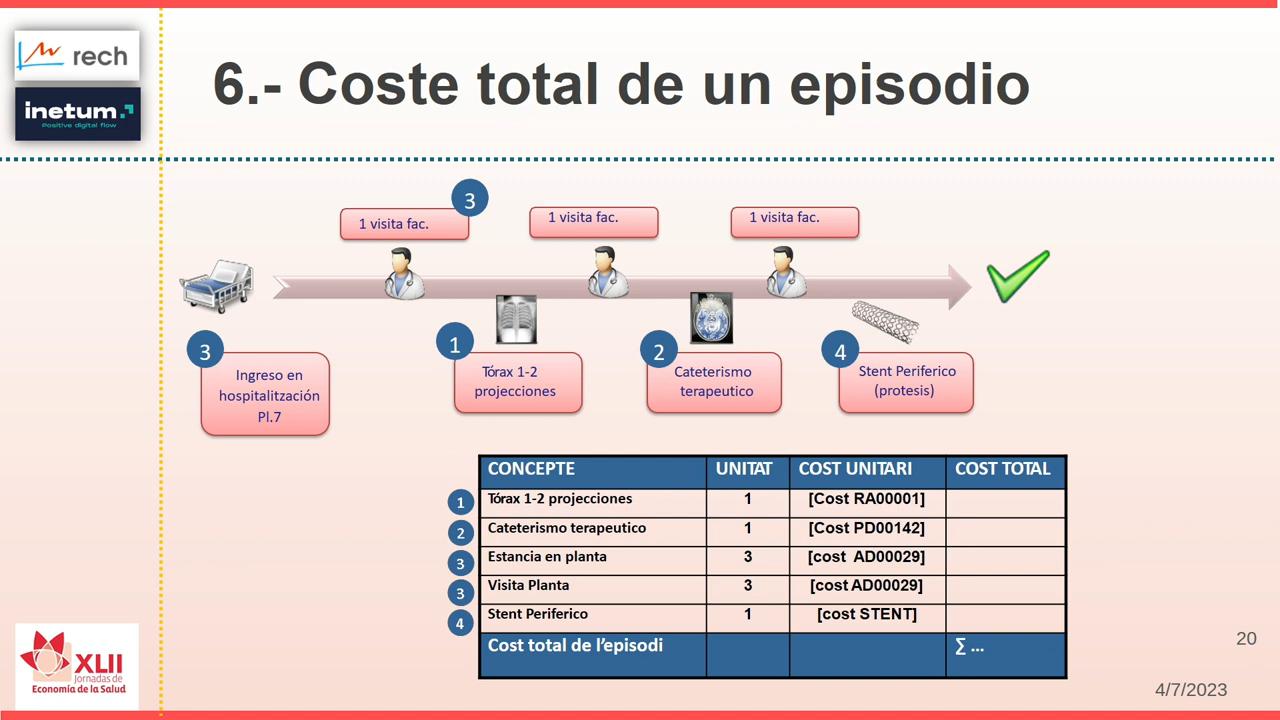 rech
inetum
Positive digital flow
6.- Coste total de un episodio
3
1 visita fac.
1 visita fac.
1 visita fac.
3
Ingreso en
hospitalitzación
Pl.7
1
Tórax 1-2
projecciones
2
Cateterismo
terapeutico
4
Stent Periferico
(protesis)
CONCEPTE UNITAT COST UNITARI COST TOTAL
1 Tórax 1-2 projecciones 1 [Cost RA00001]
2 Cateterismo terapeutico 1 [Cost PD00142]
3 Estancia en planta 3 [cost AD00029]
3 Visita Planta 3 [cost AD00029]
4 Stent Periferico 1 [cost STENT]
Cost total de l’episodi ∑ ...
XLII
Jornadas de
Economía de la Salud
20
4/7/2023